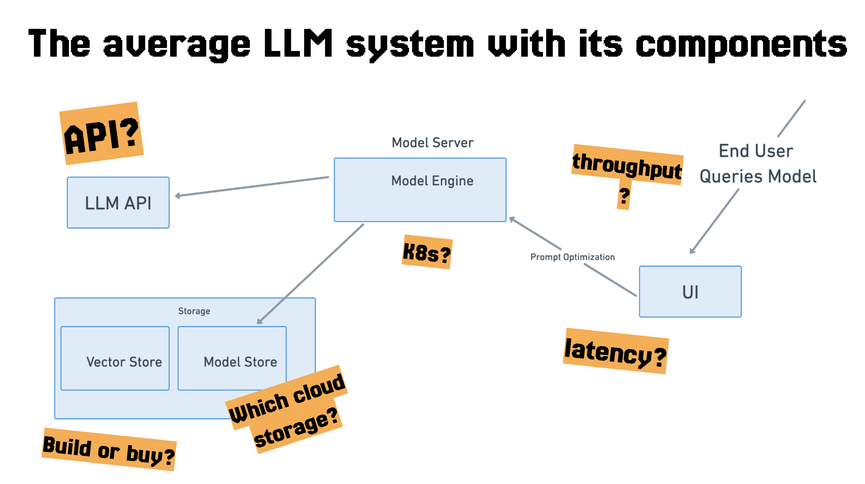 The average LLM system with its components
API?
LLM API
Model Server
Model Engine
K8s?
throughput
?
End User
Queries Model
Prompt Optimization
UI
latency?
Storage
Vector Store
Model Store
Which cloud
storage?
Build or buy?